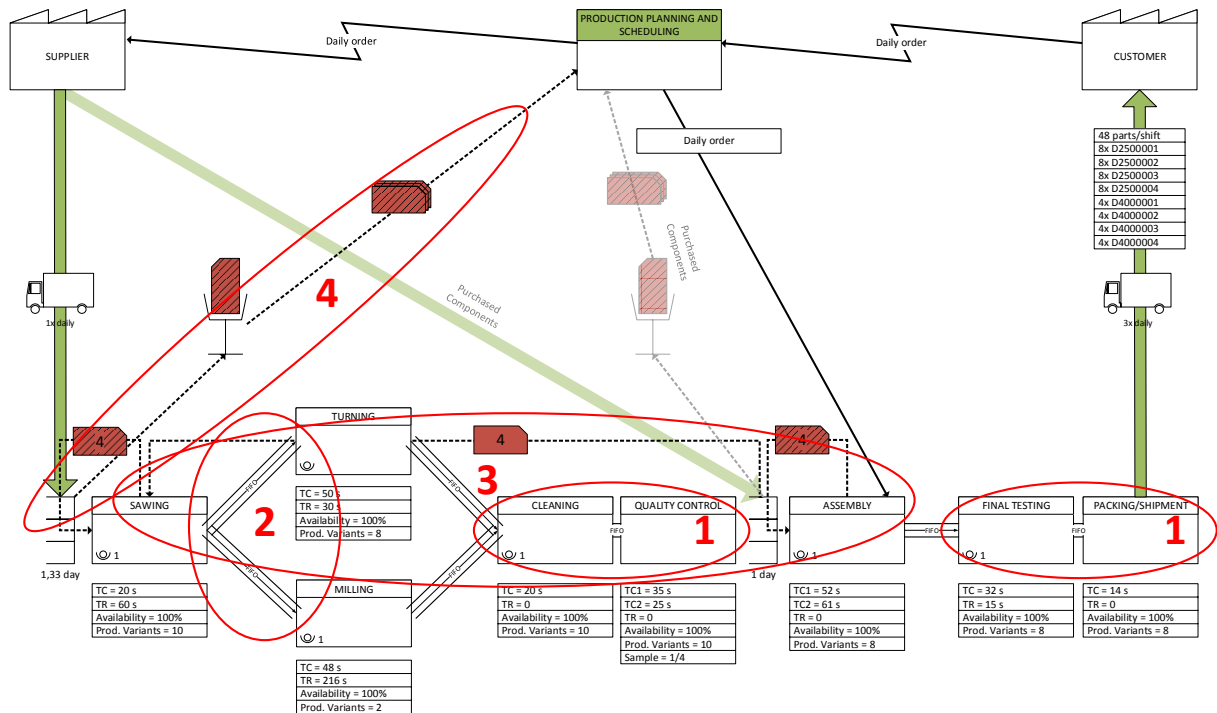 PRODUCTION PLANNING AND
SCHEDULING
SUPPLIER
Daily order
Daily order
CUSTOMER
Daily order
48 parts/shift
8x D2500001
8x D2500002
8x D2500003
8x D2500004
4x D4000001
4x D4000002
4x D4000003
4x D4000004
Purchased
Components
Purchased
Components
4
1x daily
3x daily
4
TURNING
4
4
3
2
SAWING
1
1,33 day
FIFO
FIFO
FIFO
FIFO
TC = 50 s
TR = 30 s
Availability = 100%
Prod. Variants = 8
CLEANING
1
FIFO
QUALITY CONTROL
1
1 day
ASSEMBLY
1
FIFO
FINAL TESTING
1
FIFO
PACKING/SHIPMENT
1
MILLING
1
TC = 20 s
TR = 60 s
Availability = 100%
Prod. Variants = 10
TC = 48 s
TR = 216 s
Availability = 100%
Prod. Variants = 2
TC = 20 s
TR = 0
Availability = 100%
Prod. Variants = 10
TC1 = 35 s
TC2 = 25 s
TR = 0
Availability = 100%
Prod. Variants = 10
Sample = 1/4
TC1 = 52 s
TC2 = 61 s
TR = 0
Availability = 100%
Prod. Variants = 8
TC = 32 s
TR = 15 s
Availability = 100%
Prod. Variants = 8
TC = 14 s
TR = 0
Availability = 100%
Prod. Variants = 8